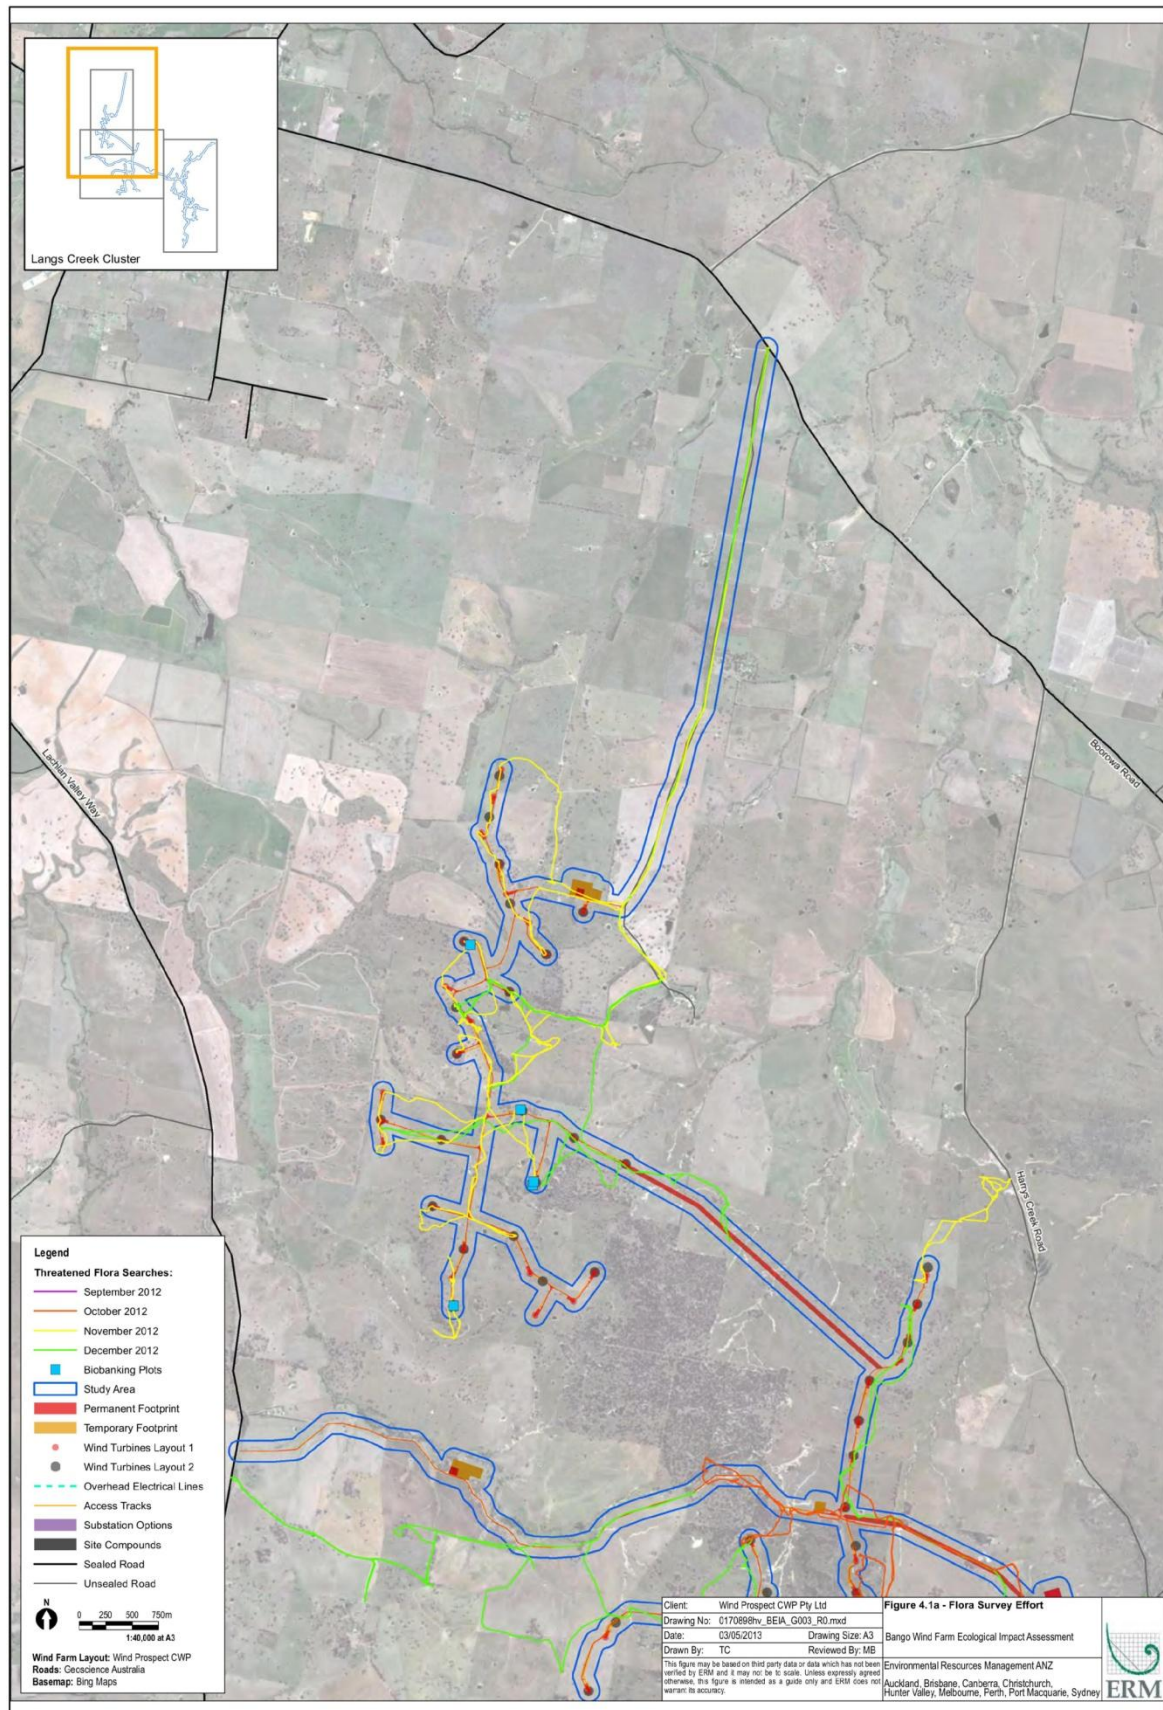 Langs Creek Cluster
Lachlan Valley Way
Boorowa Road
Harrys Creek Road
Legend
Threatened Flora Searches:
September 2012
October 2012
November 2012
December 2012
Biobanking Plots
Study Area
Permanent Footprint
Temporary Footprint
Wind Turbines Layout 1
Wind Turbines Layout 2
Overhead Electrical Lines
Access Tracks
Substation Options
Site Compounds
Sealed Road
Unsealed Road
N
0 250 500 750m
1:40,000 at A3
Wind Farm Layout: Wind Prospect CWP
Roads: Geoscience Australia
Basemap: Bing Maps
Client: Wind Prospect CWP Pty Ltd
Drawing No: 0170898hv_BEIA_G003_R0.mxd
Date: 03/05/2013 Drawing Size: A3
Drawn By: TC Reviewed By: MB
This figure may be based on third party data or data which has not been
verified by ERM and it may not be to scale. Unless expressly agreed
otherwise, this figure is intended as a guide only and ERM does not
warrant its accuracy.
Figure 4.1a - Flora Survey Effort
Bango Wind Farm Ecological Impact Assessment
Environmental Resources Management ANZ
Auckland, Brisbane, Canberra, Christchurch,
Hunter Valley, Melbourne, Perth, Port Macquarie, Sydney
ERM